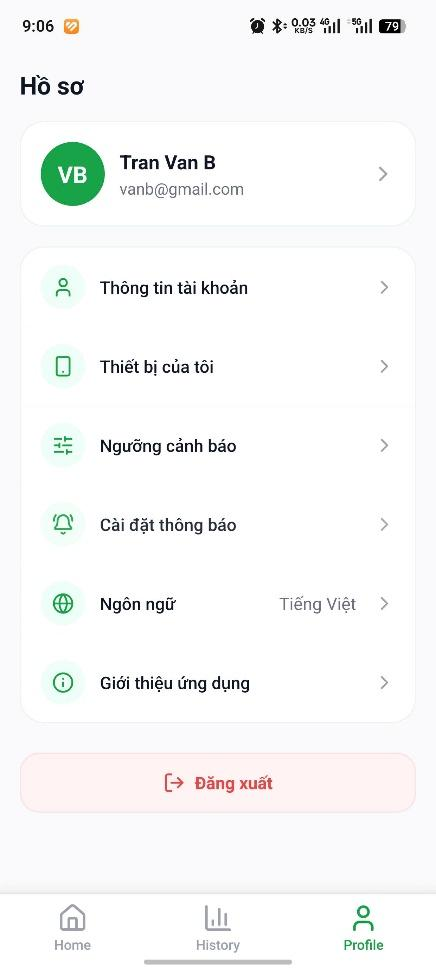 9:06
0.03 KB/S 4G 5G 79
Hồ sơ
VB
Tran Van B
vanb@gmail.com
Thông tin tài khoản
Thiết bị của tôi
Ngưỡng cảnh báo
Cài đặt thông báo
Ngôn ngữ Tiếng Việt
Giới thiệu ứng dụng
Đăng xuất
Home History Profile